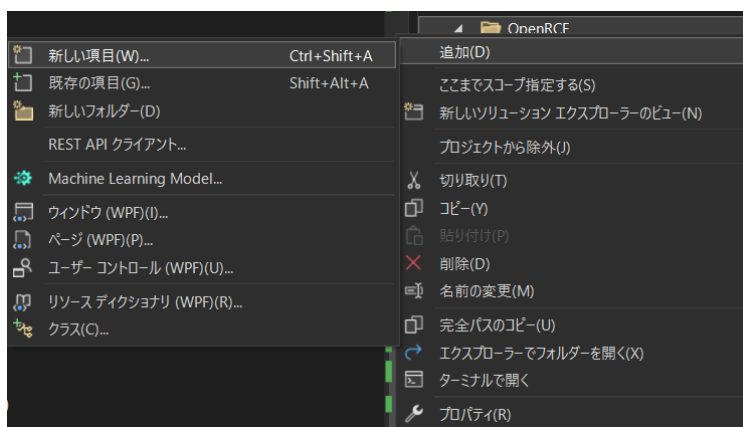 OpenRCF
新しい項目(W)... Ctrl+Shift+A
既存の項目(G)... Shift+Alt+A
新しいフォルダー(D)
REST API クライアント...
Machine Learning Model...
ウィンドウ (WPF)(I)...
ページ (WPF)(P)...
ユーザー コントロール (WPF)(U)...
リソース ディクショナリ (WPF)(R)...
クラス(C)...
追加(D)
ここまでスコープ指定する(S)
新しいソリューション エクスプローラーのビュー(N)
プロジェクトから除外(J)
切り取り(T)
コピー(Y)
貼り付け(P)
削除(D)
名前の変更(M)
完全パスのコピー(U)
エクスプローラーでフォルダーを開く(X)
ターミナルで開く
プロパティ(R)